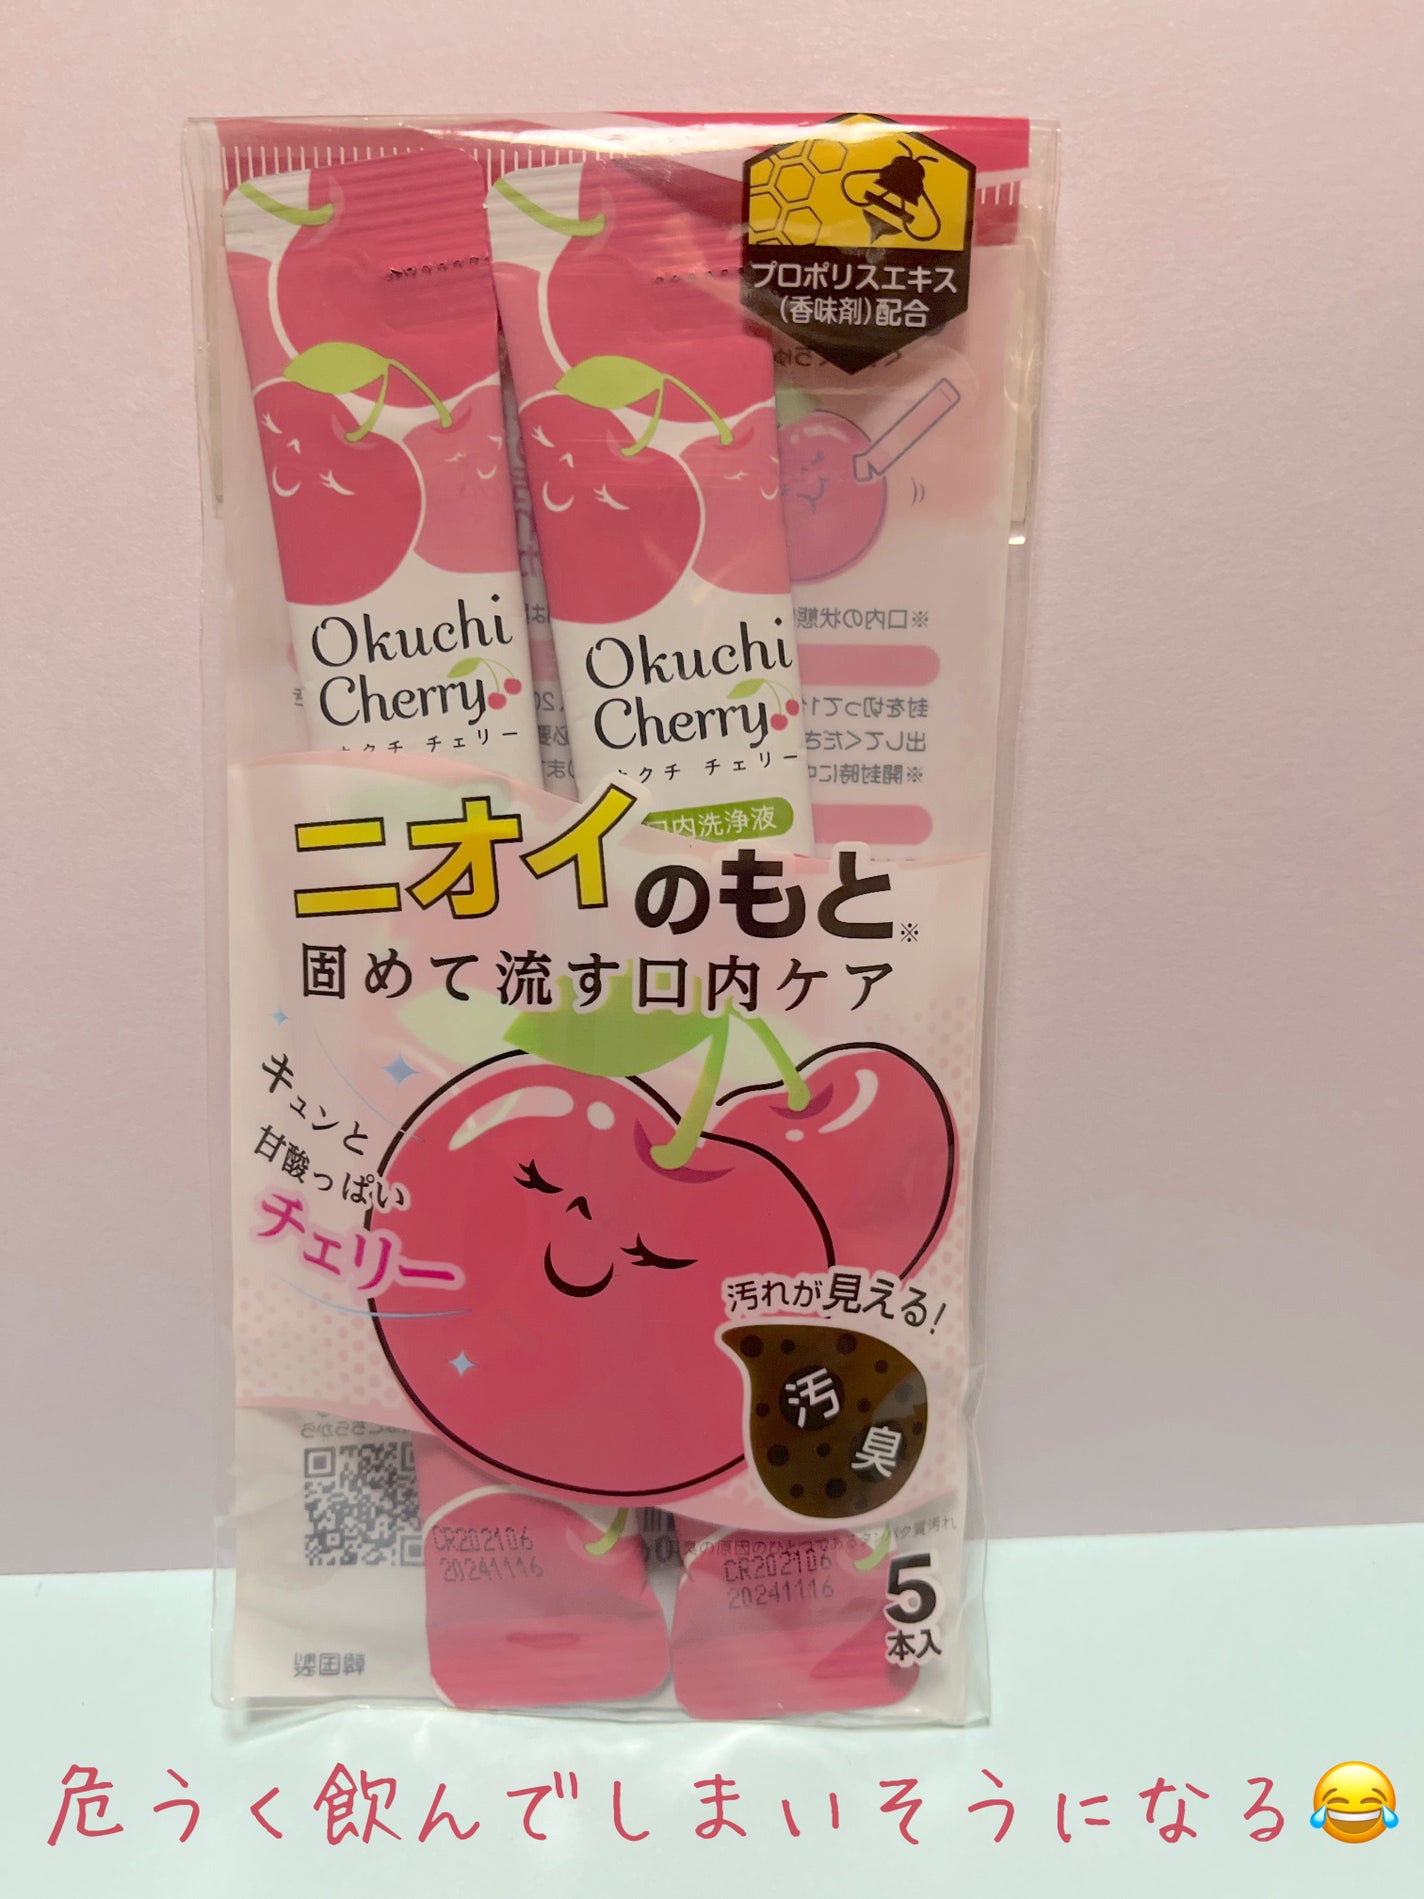 プロポリスエキス
(香味剤)配合
Okuchi
Cherry
オクチ チェリー
Okuchi
Cherry
オクチ チェリー
口内洗浄液
ニオイのもと※
固めて流す口内ケア
キュンと
甘酸っぱい
チェリー
汚れが見える!
汚
臭
CR202106
20241116
CR202106
20241116
5
本入
韓国製
危うく飲んでしまいそうになる😂